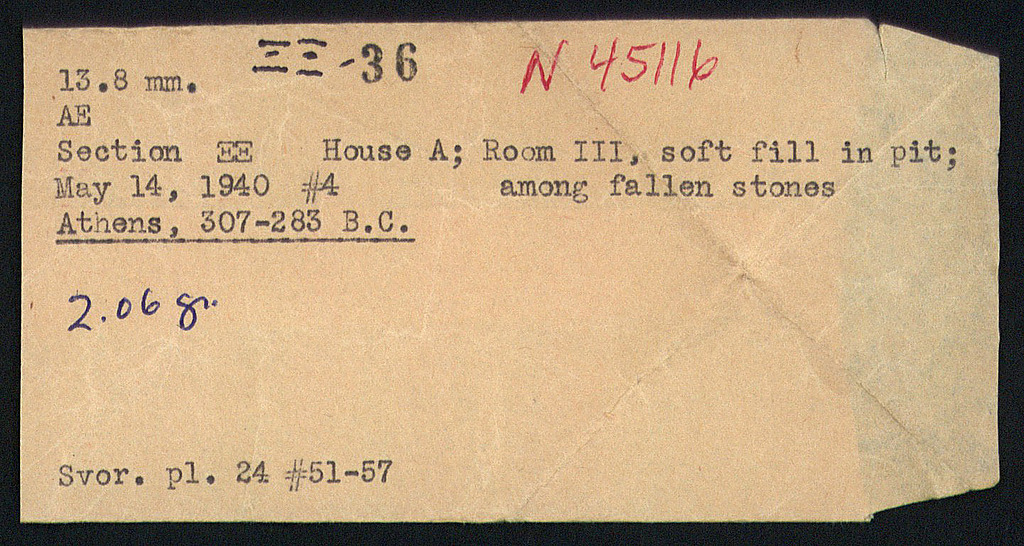 ΞΞ-36 N 45116
13.8 mm.
AE
Section ΞΞ House A; Room III, soft fill in pit;
May 14, 1940 #4 among fallen stones
Athens, 307-283 B.C.
2.06 gr.
Svor. pl. 24 #51-57